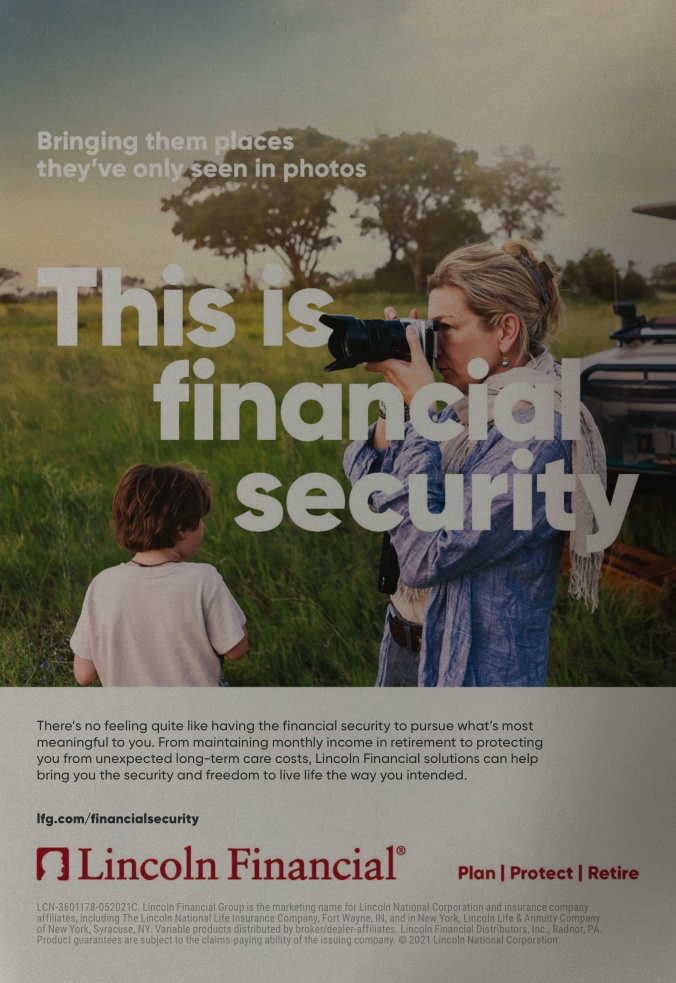 Bringing them places
they've only seen in photos
This is
financial
security
There's no feeling quite like having the financial security to pursue what's most
meaningful to you. From maintaining monthly income in retirement to protecting
you from unexpected long-term care costs, Lincoln Financial solutions can help
bring you the security and freedom to live life the way you intended.
lfg.com/financialsecurity
Lincoln Financial®
Plan | Protect | Retire
LCN-3601178-052021C. Lincoln Financial Group is the marketing name for Lincoln National Corporation and insurance company
affiliates, including The Lincoln National Life Insurance Company, Fort Wayne, IN, and in New York, Lincoln Life & Annuity Company
of New York, Syracuse, NY. Variable products distributed by broker/dealer-affiliates. Lincoln Financial Distributors, Inc., Radnor, PA.
Product guarantees are subject to the claims-paying ability of the issuing company. © 2021 Lincoln National Corporation.